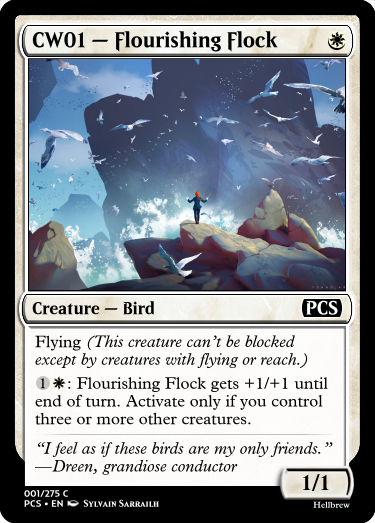 CW01 — Flourishing Flock
Creature — Bird
PCS
Flying (This creature can't be blocked
except by creatures with flying or reach.)
1: Flourishing Flock gets +1/+1 until
end of turn. Activate only if you control
three or more other creatures.
"I feel as if these birds are my only friends."
—Dreen, grandiose conductor
1/1
001/275 C
PCS • EN Sylvain Sarrailh
Hellbrew